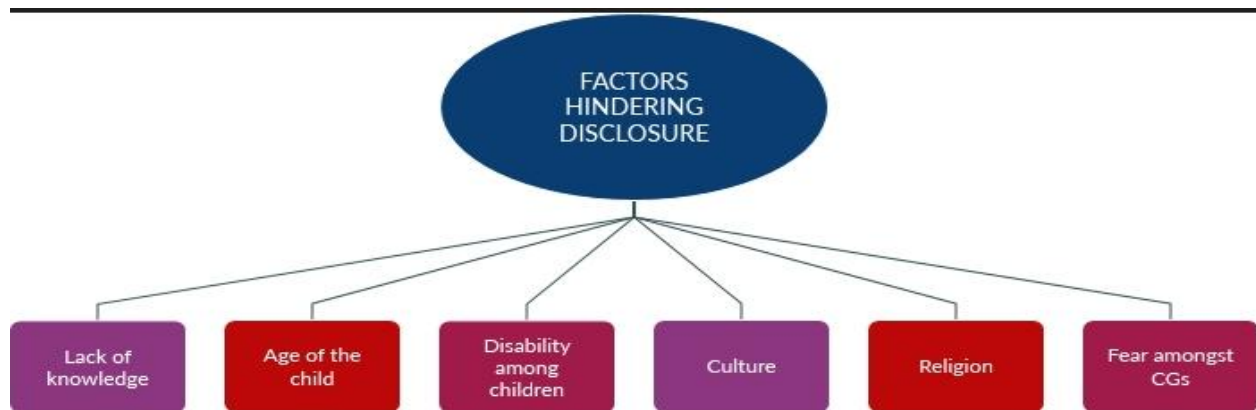 FACTORS
HINDERING
DISCLOSURE
Lack of
knowledge
Age of the
child
Disability
among
children
Culture
Religion
Fear amongst
CGs